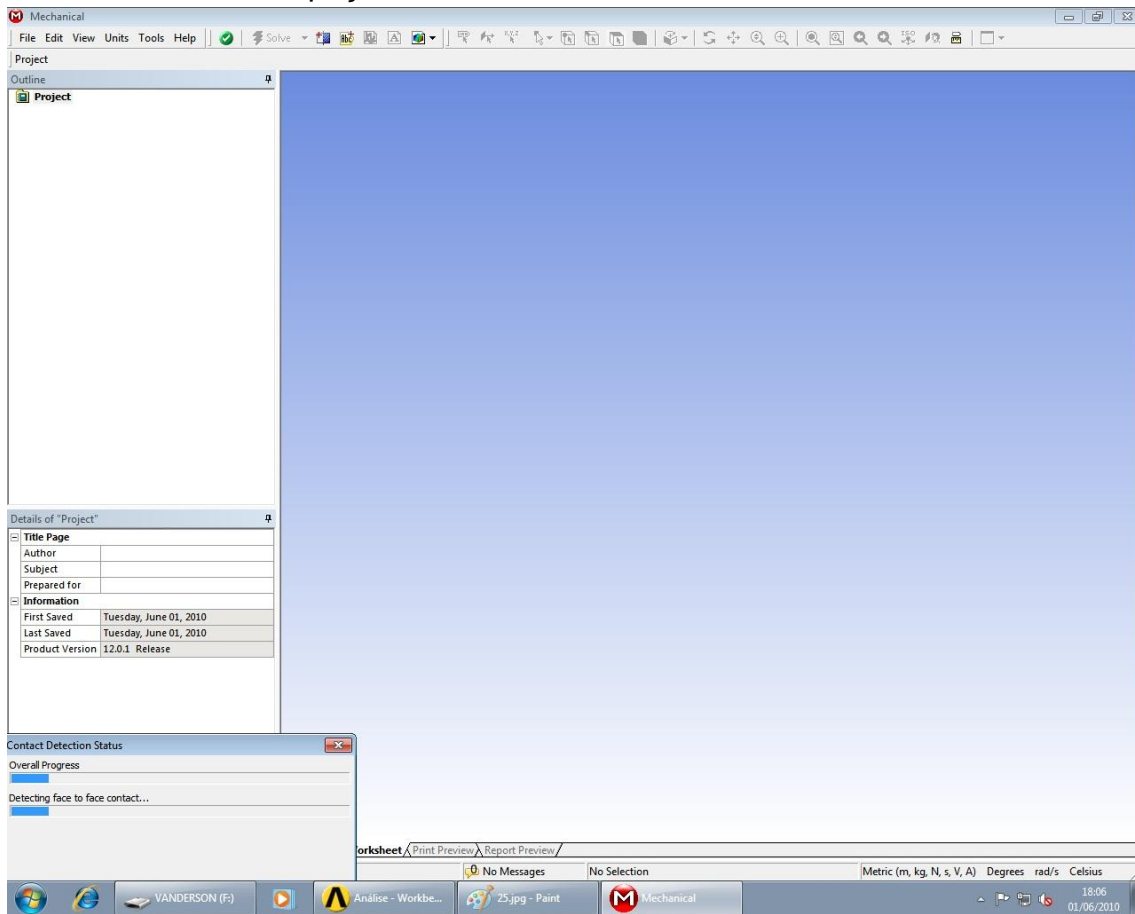 Mechanical
File Edit View Units Tools Help Solve
Project
Outline
Project
Details of "Project"
Title Page
Author
Subject
Prepared for
Information
First Saved Tuesday, June 01, 2010
Last Saved Tuesday, June 01, 2010
Product Version 12.0.1 Release
Contact Detection Status
Overall Progress
Detecting face to face contact...
orksheet Print Preview Report Preview
No Messages No Selection Metric (m, kg, N, s, V, A) Degrees rad/s Celsius
VANDERSON (F:) Análise - Workbe... 25.jpg - Paint Mechanical 18:06
01/06/2010